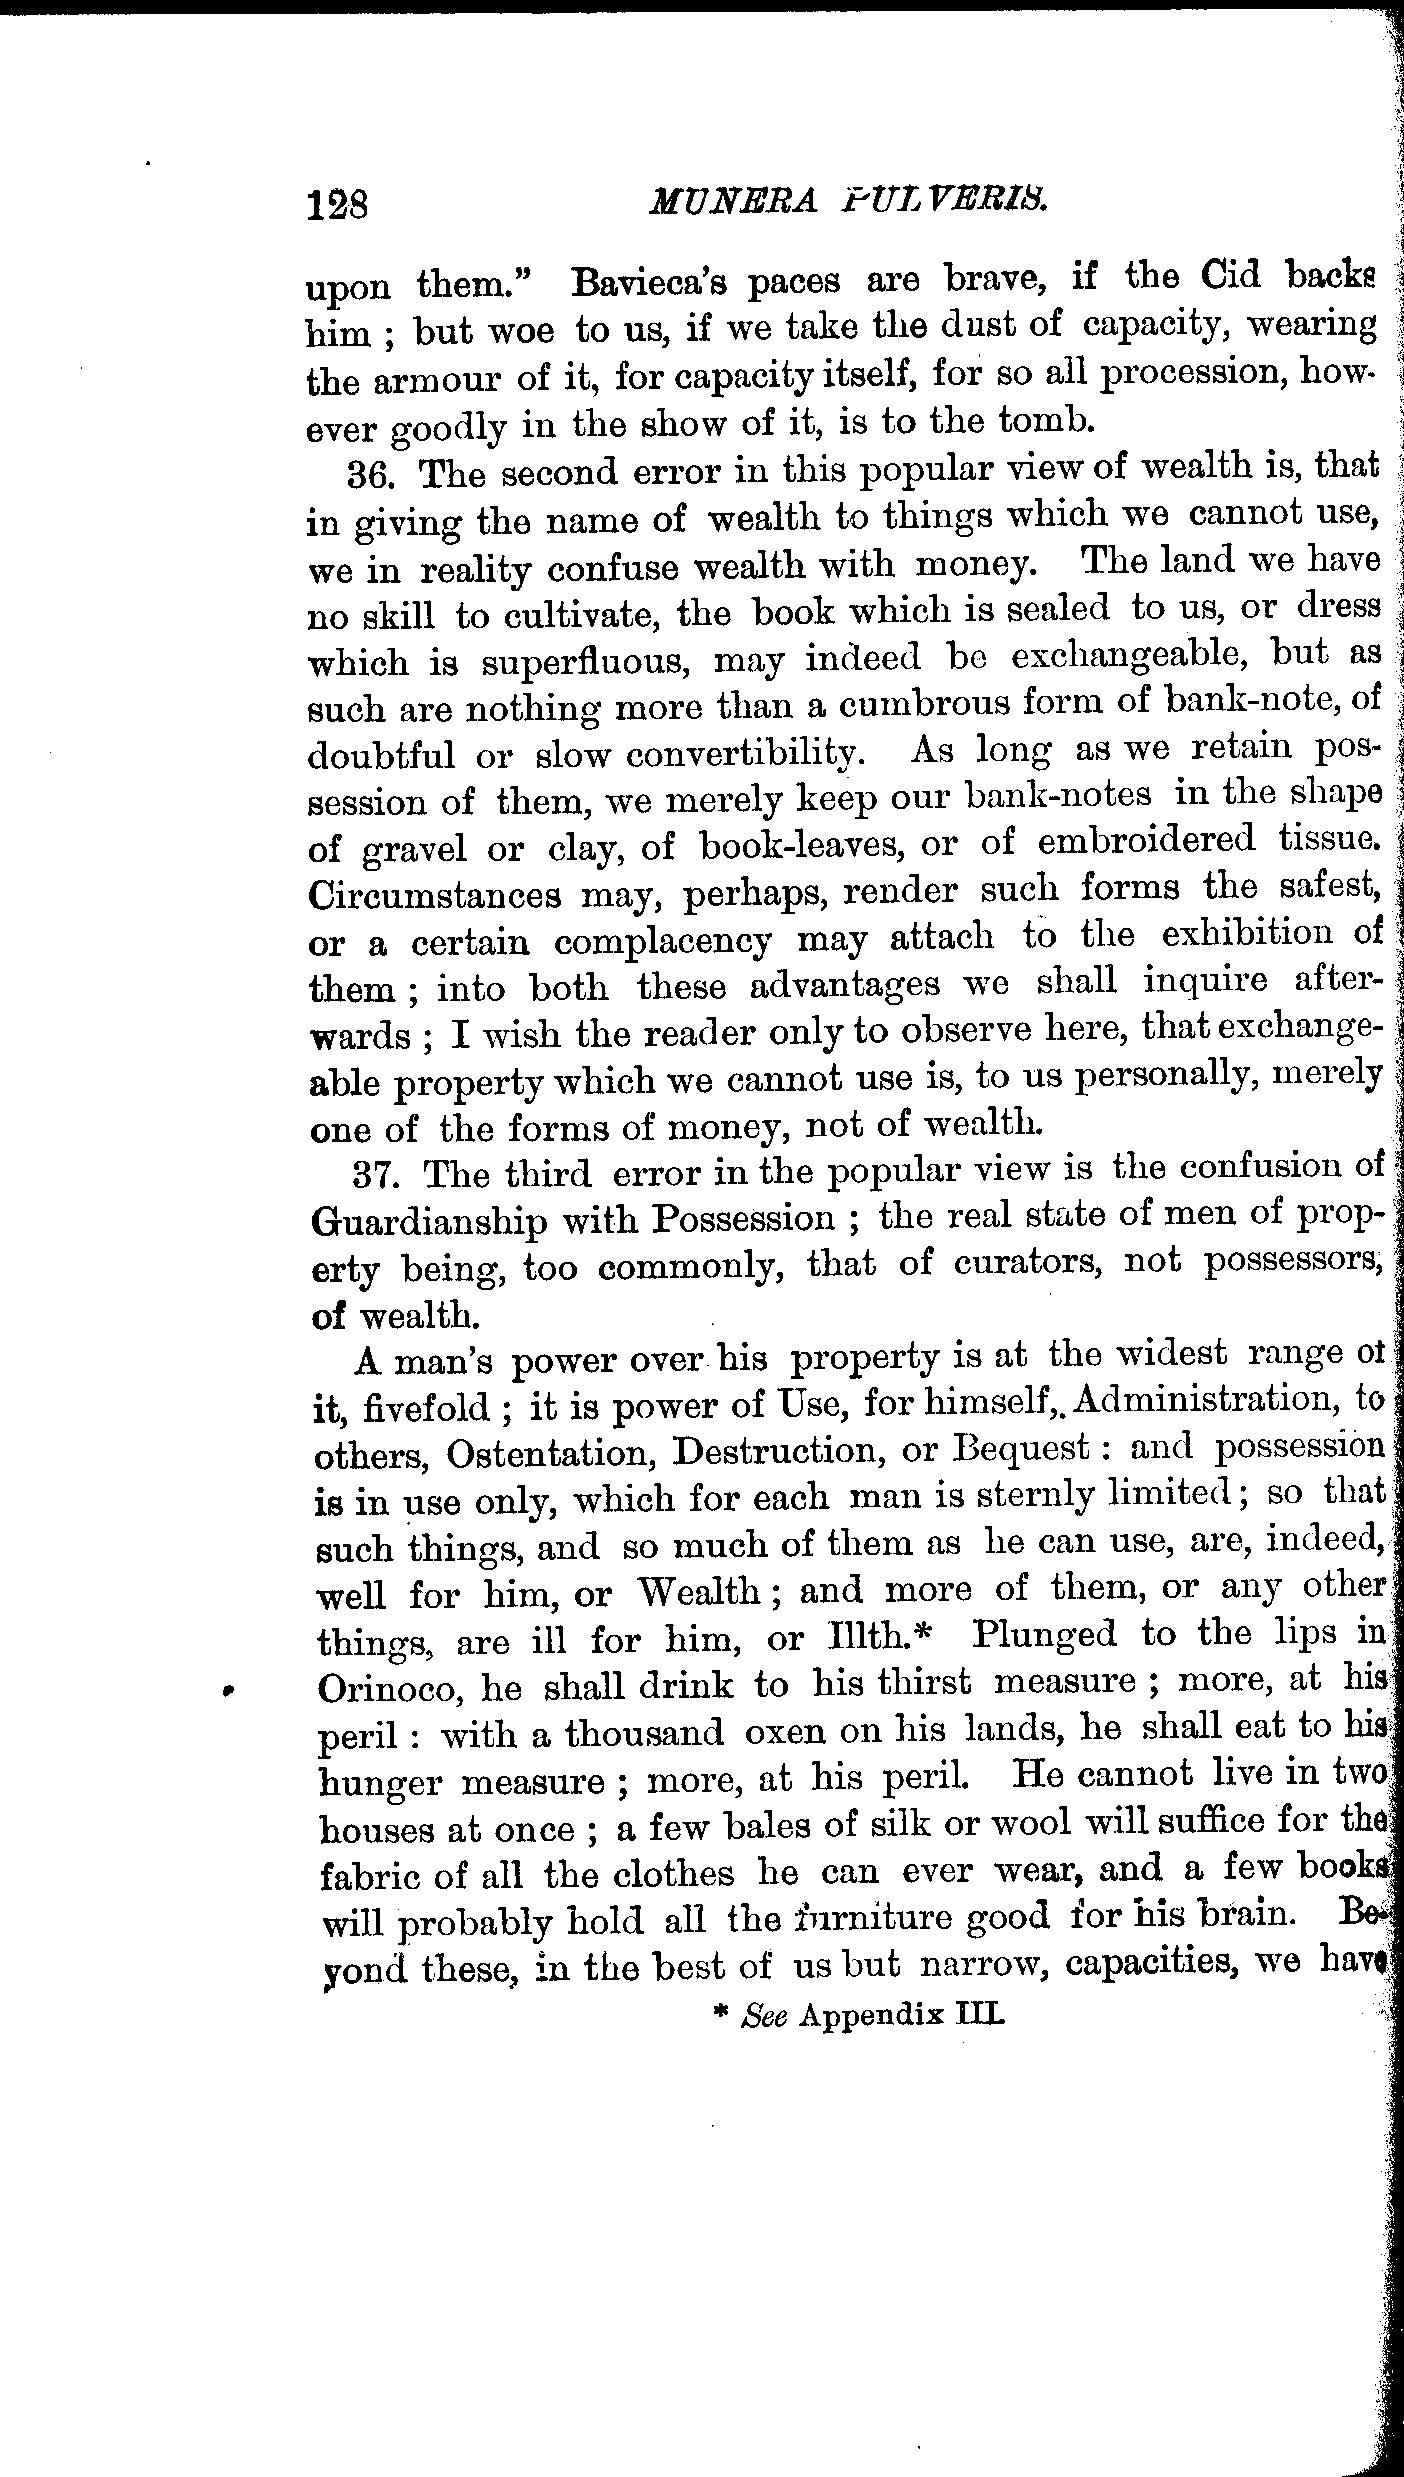 128 MUNERA PULVERIS.
upon them." Bavieca's paces are brave, if the Cid backs
him ; but woe to us, if we take the dust of capacity, wearing
the armour of it, for capacity itself, for so all procession, how-
ever goodly in the show of it, is to the tomb.
36. The second error in this popular view of wealth is, that
in giving the name of wealth to things which we cannot use,
we in reality confuse wealth with money. The land we have
no skill to cultivate, the book which is sealed to us, or dress
which is superfluous, may indeed be exchangeable, but as
such are nothing more than a cumbrous form of bank-note, of
doubtful or slow convertibility. As long as we retain pos-
session of them, we merely keep our bank-notes in the shape
of gravel or clay, of book-leaves, or of embroidered tissue.
Circumstances may, perhaps, render such forms the safest,
or a certain complacency may attach to the exhibition of
them ; into both these advantages we shall inquire after-
wards ; I wish the reader only to observe here, that exchange-
able property which we cannot use is, to us personally, merely
one of the forms of money, not of wealth.
37. The third error in the popular view is the confusion of
Guardianship with Possession ; the real state of men of prop-
erty being, too commonly, that of curators, not possessors,
of wealth.
A man's power over his property is at the widest range of
it, fivefold ; it is power of Use, for himself, Administration, to
others, Ostentation, Destruction, or Bequest : and possession
is in use only, which for each man is sternly limited ; so that
such things, and so much of them as he can use, are, indeed,
well for him, or Wealth ; and more of them, or any other
things, are ill for him, or Illth.* Plunged to the lips in
Orinoco, he shall drink to his thirst measure ; more, at his
peril : with a thousand oxen on his lands, he shall eat to his
hunger measure ; more, at his peril. He cannot live in two
houses at once ; a few bales of silk or wool will suffice for the
fabric of all the clothes he can ever wear, and a few books
will probably hold all the furniture good for his brain. Be-
yond these, in the best of us but narrow, capacities, we have
* See Appendix III.